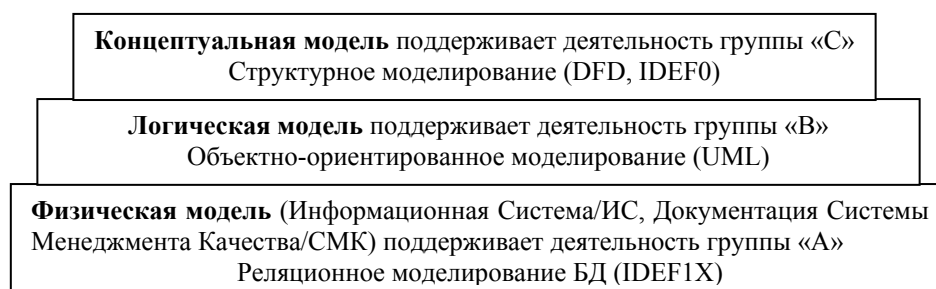 Концептуальная модель поддерживает деятельность группы «С»
Структурное моделирование (DFD, IDEF0)
Логическая модель поддерживает деятельность группы «В»
Объектно-ориентированное моделирование (UML)
Физическая модель (Информационная Система/ИС, Документация Системы
Менеджмента Качества/СМК) поддерживает деятельность группы «А»
Реляционное моделирование БД (IDEF1X)